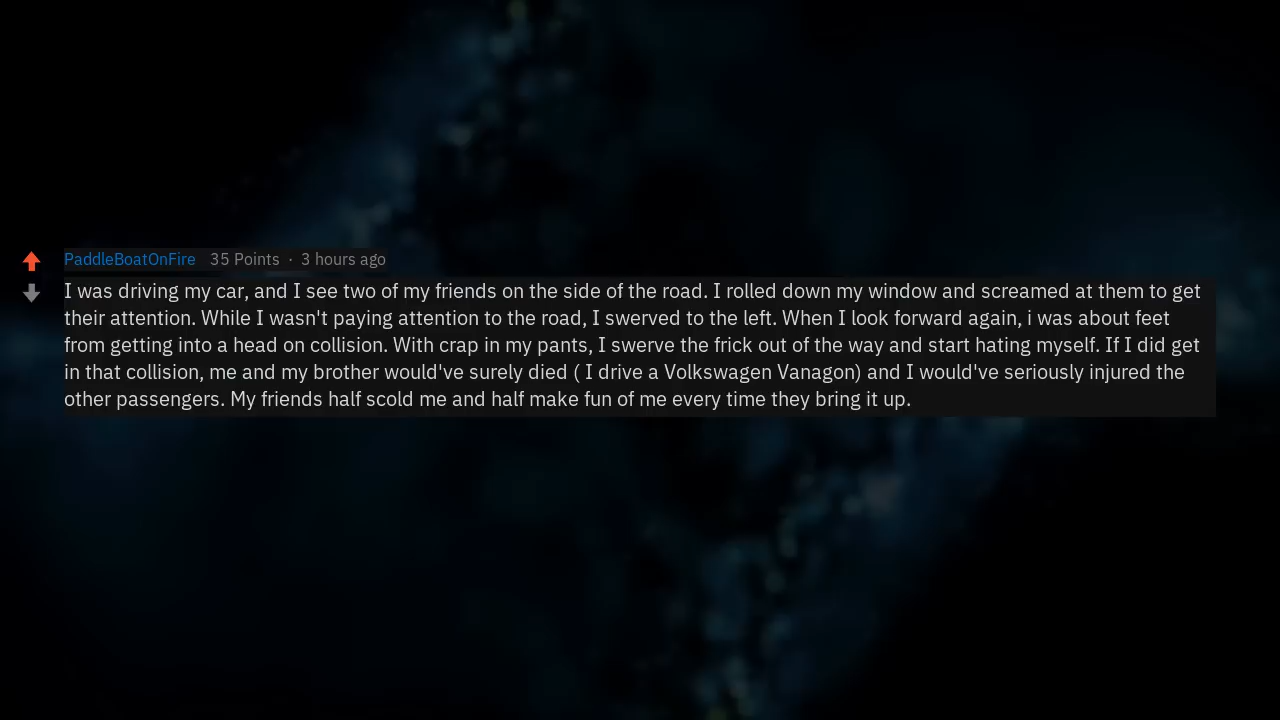 PaddleBoatOnFire 35 Points · 3 hours ago
I was driving my car, and I see two of my friends on the side of the road. I rolled down my window and screamed at them to get
their attention. While I wasn't paying attention to the road, I swerved to the left. When I look forward again, i was about feet
from getting into a head on collision. With crap in my pants, I swerve the frick out of the way and start hating myself. If I did get
in that collision, me and my brother would've surely died ( I drive a Volkswagen Vanagon) and I would've seriously injured the
other passengers. My friends half scold me and half make fun of me every time they bring it up.